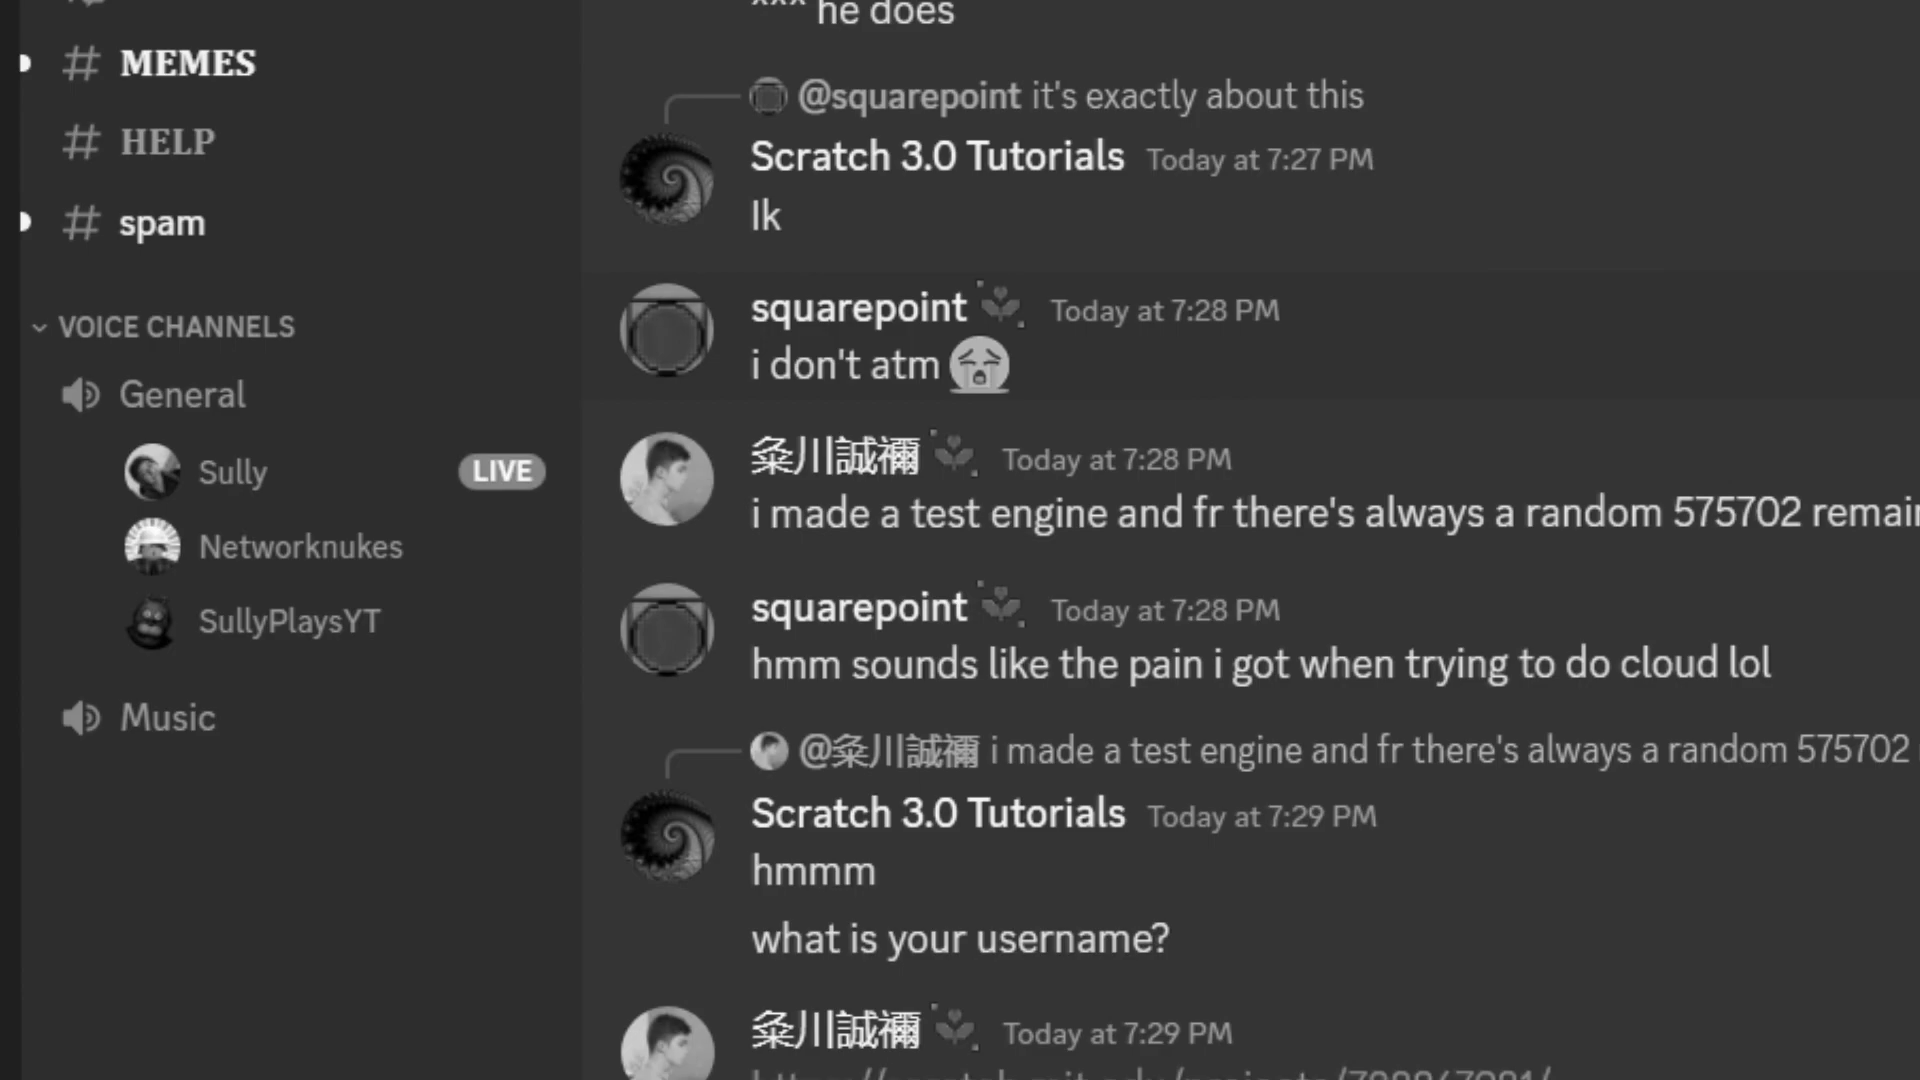 MEMES
HELP
spam
VOICE CHANNELS
General
Sully LIVE
Networknukes
SullyPlaysYT
Music
*** he does
@squarepoint it's exactly about this
Scratch 3.0 Tutorials Today at 7:27 PM
Ik
squarepoint Today at 7:28 PM
i don't atm
粂川誠禰 Today at 7:28 PM
i made a test engine and fr there's always a random 575702
squarepoint Today at 7:28 PM
hmm sounds like the pain i got when trying to do cloud lol
@粂川誠禰 i made a test engine and fr there's always a random 575702
Scratch 3.0 Tutorials Today at 7:29 PM
hmmm
what is your username?
粂川誠禰 Today at 7:29 PM